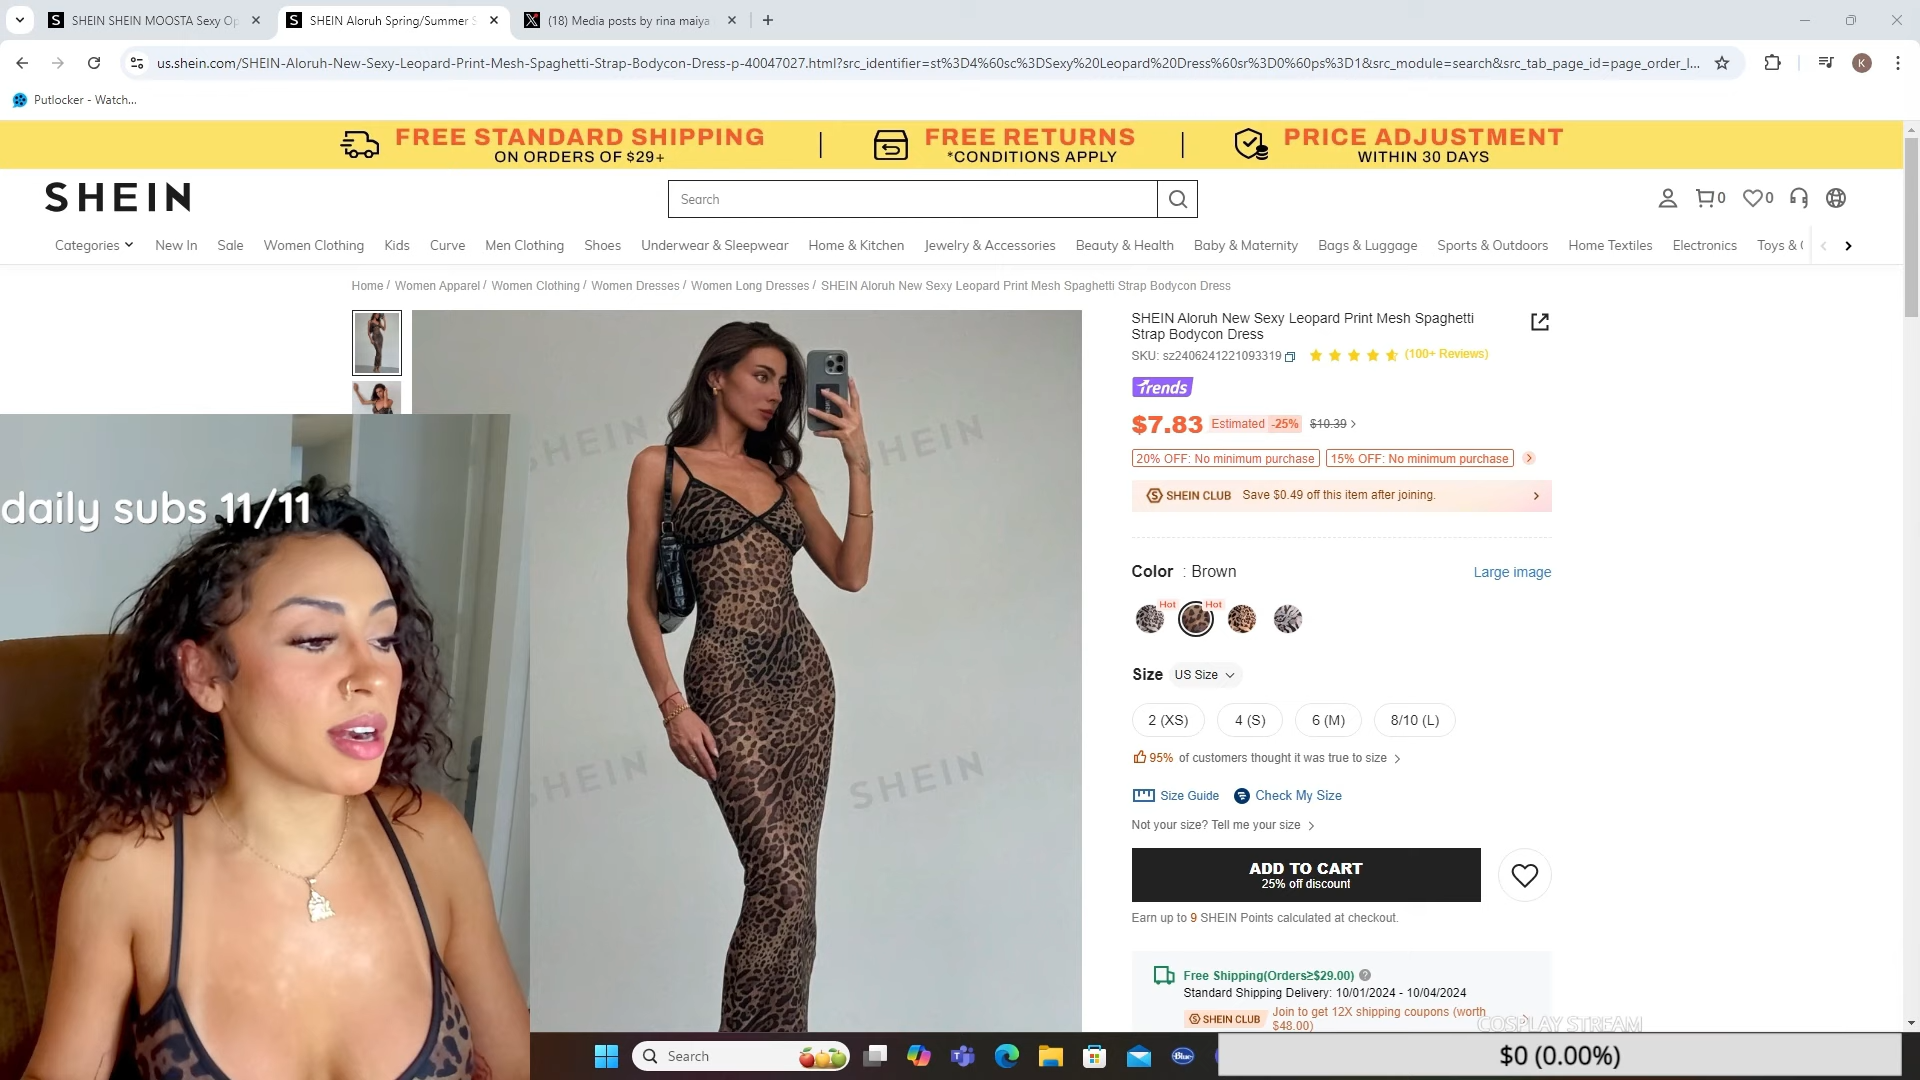 SHEIN SHEIN MOOSTA Sexy Op
SHEIN Aloruh Spring/Summer S
(18) Media posts by rina maiya
us.shein.com/SHEIN-Aloruh-New-Sexy-Leopard-Print-Mesh-Spaghetti-Strap-Bodycon-Dress-p-40047027.html?src_identifier=st%3D4%60sc%3DSexy%20Leopard%20Dress%60sr%3D0%60ps%3D1&src_module=search&src_tab_page_id=page_order_l...
K
Putlocker - Watch...
FREE STANDARD SHIPPING
ON ORDERS OF $29+
FREE RETURNS
*CONDITIONS APPLY
PRICE ADJUSTMENT
WITHIN 30 DAYS
SHEIN
Search
0
0
Categories New In Sale Women Clothing Kids Curve Men Clothing Shoes Underwear & Sleepwear Home & Kitchen Jewelry & Accessories Beauty & Health Baby & Maternity Bags & Luggage Sports & Outdoors Home Textiles Electronics Toys & (
Home / Women Apparel / Women Clothing / Women Dresses / Women Long Dresses / SHEIN Aloruh New Sexy Leopard Print Mesh Spaghetti Strap Bodycon Dress
SHEIN Aloruh New Sexy Leopard Print Mesh Spaghetti
Strap Bodycon Dress
SKU: sz2406241221093319 (100+ Reviews)
Trends
$7.83 Estimated -25% $10.39 >
20% OFF: No minimum purchase 15% OFF: No minimum purchase >
SHEIN CLUB Save $0.49 off this item after joining. >
Color : Brown Large image
Hot Hot
Size US Size
2 (XS) 4 (S) 6 (M) 8/10 (L)
95% of customers thought it was true to size >
Size Guide Check My Size
Not your size? Tell me your size >
ADD TO CART
25% off discount
Earn up to 9 SHEIN Points calculated at checkout.
Free Shipping(Orders≥$29.00)
Standard Shipping Delivery: 10/01/2024 - 10/04/2024
SHEIN CLUB Join to get 12X shipping coupons (worth
$48.00)
SHEIN
SHEIN
SHEIN
SHEIN
daily subs 11/11
COSPLAY STREAM
Search
Blue
$0 (0.00%)